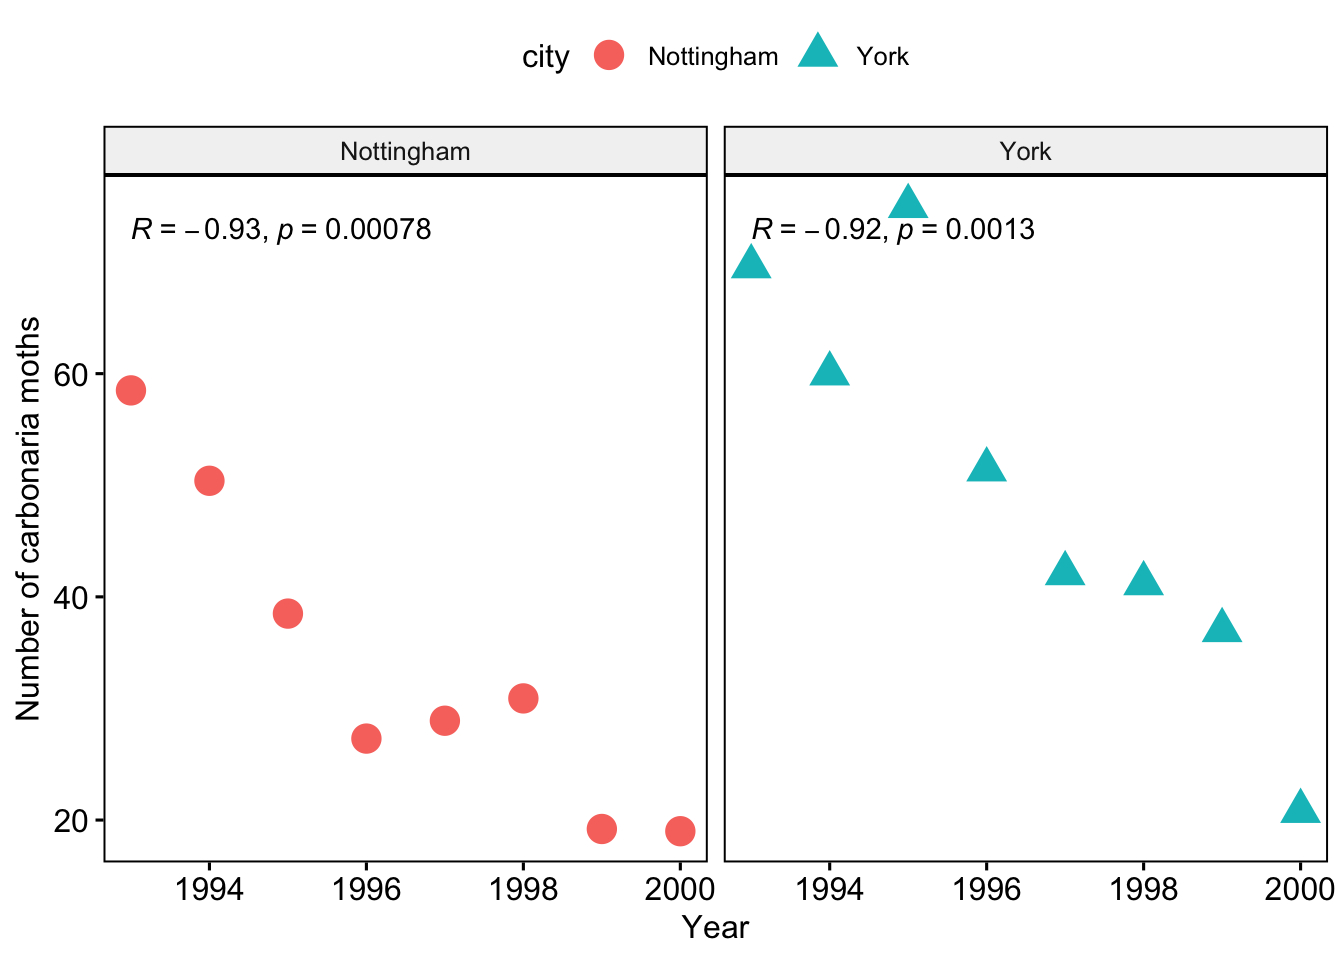 city Nottingham York
Nottingham York
R = −0.93, p = 0.00078
R = −0.92, p = 0.0013
Number of carbonaria moths
60
40
20
1994 1996 1998 2000
1994 1996 1998 2000
Year